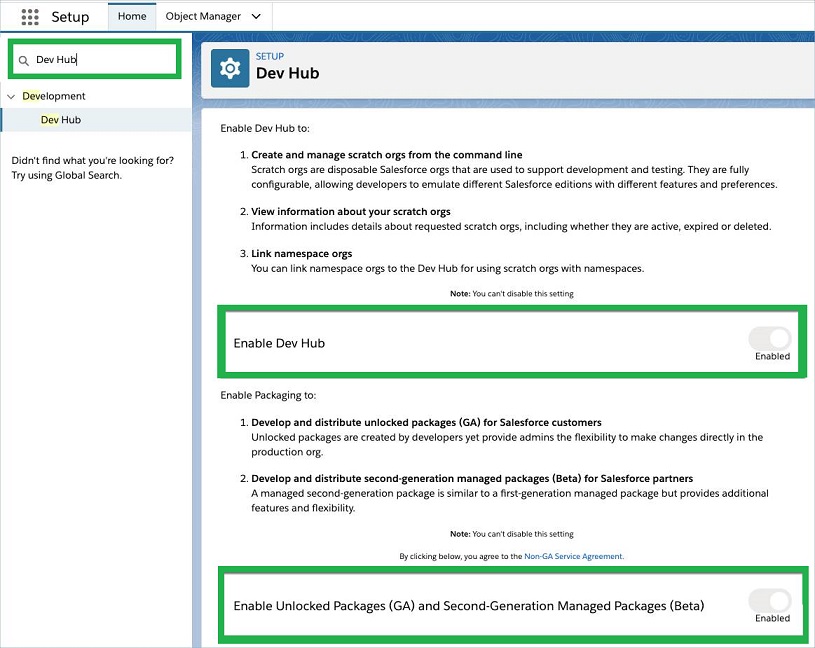 Setup
Home
Object Manager
Dev Hub
Development
Dev Hub
Didn't find what you're looking for?
Try using Global Search.
SETUP
Dev Hub
Enable Dev Hub to:
1. Create and manage scratch orgs from the command line
Scratch orgs are disposable Salesforce orgs that are used to support development and testing. They are fully
configurable, allowing developers to emulate different Salesforce editions with different features and preferences.
2. View information about your scratch orgs
Information includes details about requested scratch orgs, including whether they are active, expired or deleted.
3. Link namespace orgs
You can link namespace orgs to the Dev Hub for using scratch orgs with namespaces.
Note: You can't disable this setting
Enable Dev Hub
Enabled
Enable Packaging to:
1. Develop and distribute unlocked packages (GA) for Salesforce customers
Unlocked packages are created by developers yet provide admins the flexibility to make changes directly in the
production org.
2. Develop and distribute second-generation managed packages (Beta) for Salesforce partners
A managed second-generation package is similar to a first-generation managed package but provides additional
features and flexibility.
Note: You can't disable this setting
By clicking below, you agree to the Non-GA Service Agreement.
Enable Unlocked Packages (GA) and Second-Generation Managed Packages (Beta)
Enabled